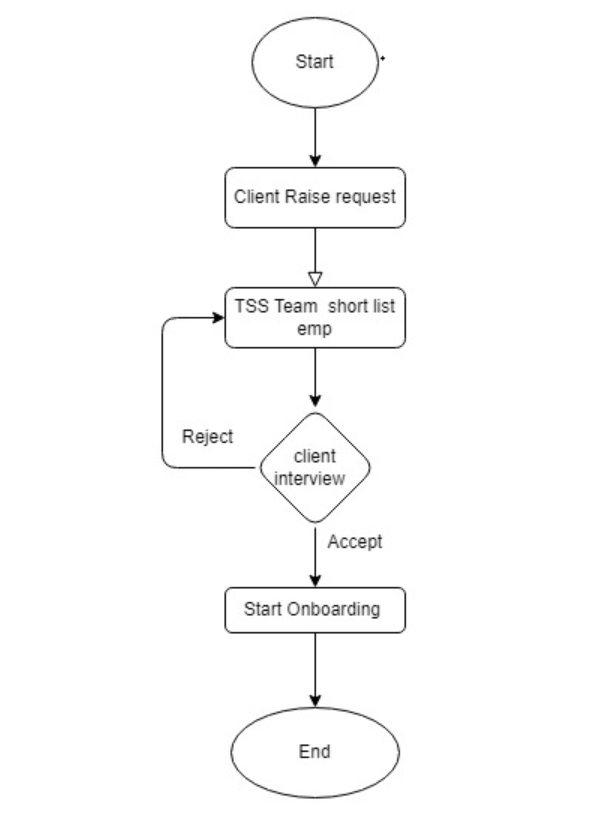 Start
Client Raise request
TSS Team  short list
emp
Reject
client
interview
Accept
Start Onboarding
End